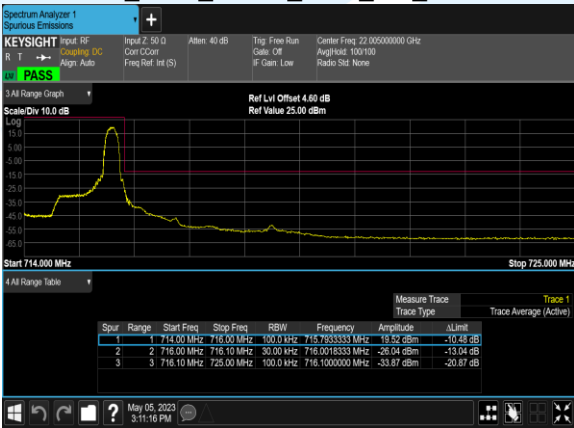 Spectrum Analyzer 1
Spurious Emissions
KEYSIGHT Input: RF
R T Coupling: DC
Align: Auto
LXI PASS
Input Z: 50 Ω
Corr CCorr
Freq Ref: Int (S)
Atten: 40 dB
Trig: Free Run
Gate: Off
IF Gain: Low
Center Freq: 22.005000000 GHz
Avg|Hold: 100/100
Radio Std: None
3 All Range Graph
Scale/Div 10.0 dB
Ref Lvl Offset 4.60 dB
Ref Value 25.00 dBm
Log
15.0
5.00
-5.00
-15.0
-25.0
-35.0
-45.0
-55.0
-65.0
Start 714.000 MHz
Stop 725.000 MHz
4 All Range Table
Measure Trace Trace 1
Trace Type Trace Average (Active)
Spur Range Start Freq Stop Freq RBW Frequency Amplitude ΔLimit
1 1 714.00 MHz 716.00 MHz 100.0 kHz 715.7933333 MHz 19.52 dBm -10.48 dB
2 2 716.00 MHz 716.10 MHz 30.00 kHz 716.0018333 MHz -26.04 dBm -13.04 dB
3 3 716.10 MHz 725.00 MHz 100.0 kHz 716.1000000 MHz -33.87 dBm -20.87 dB
May 05, 2023
3:11:16 PM